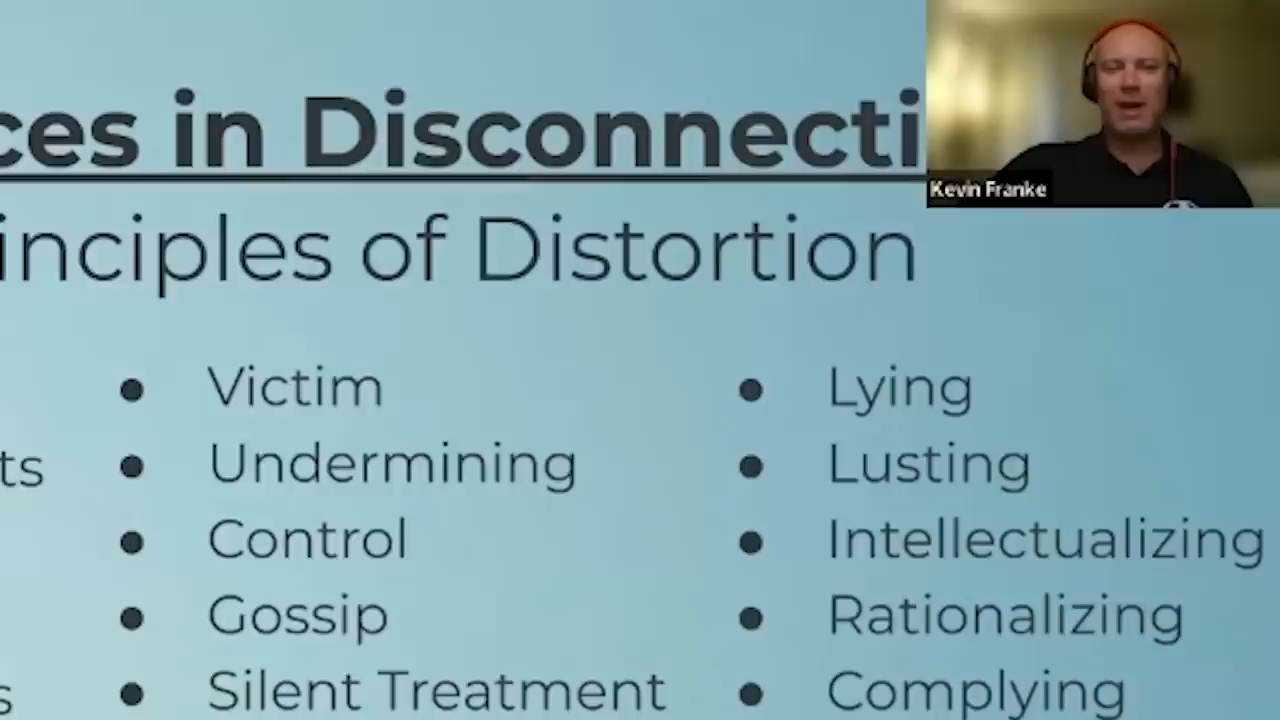 ces in Disconnecti
Kevin Franke
inciples of Distortion
• Victim
• Lying
ts
• Undermining
• Lusting
• Control
• Intellectualizing
• Gossip
• Rationalizing
s
• Silent Treatment
• Complying